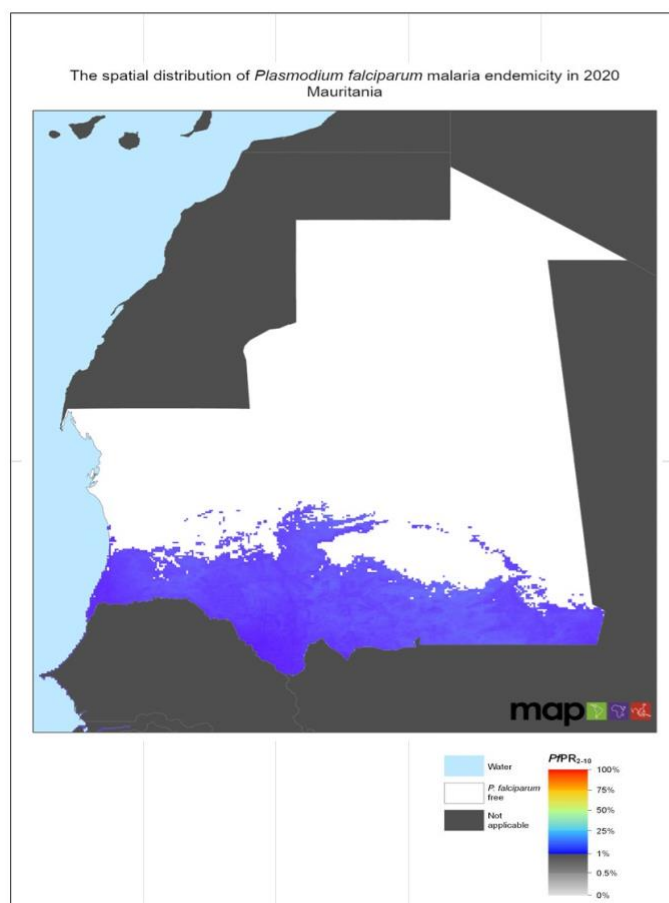 The spatial distribution of Plasmodium falciparum malaria endemicity in 2020
Mauritania
map
Water
P. falciparum
free
Not
applicable
PfPR2-10
100%
75%
50%
25%
1%
0.5%
0%